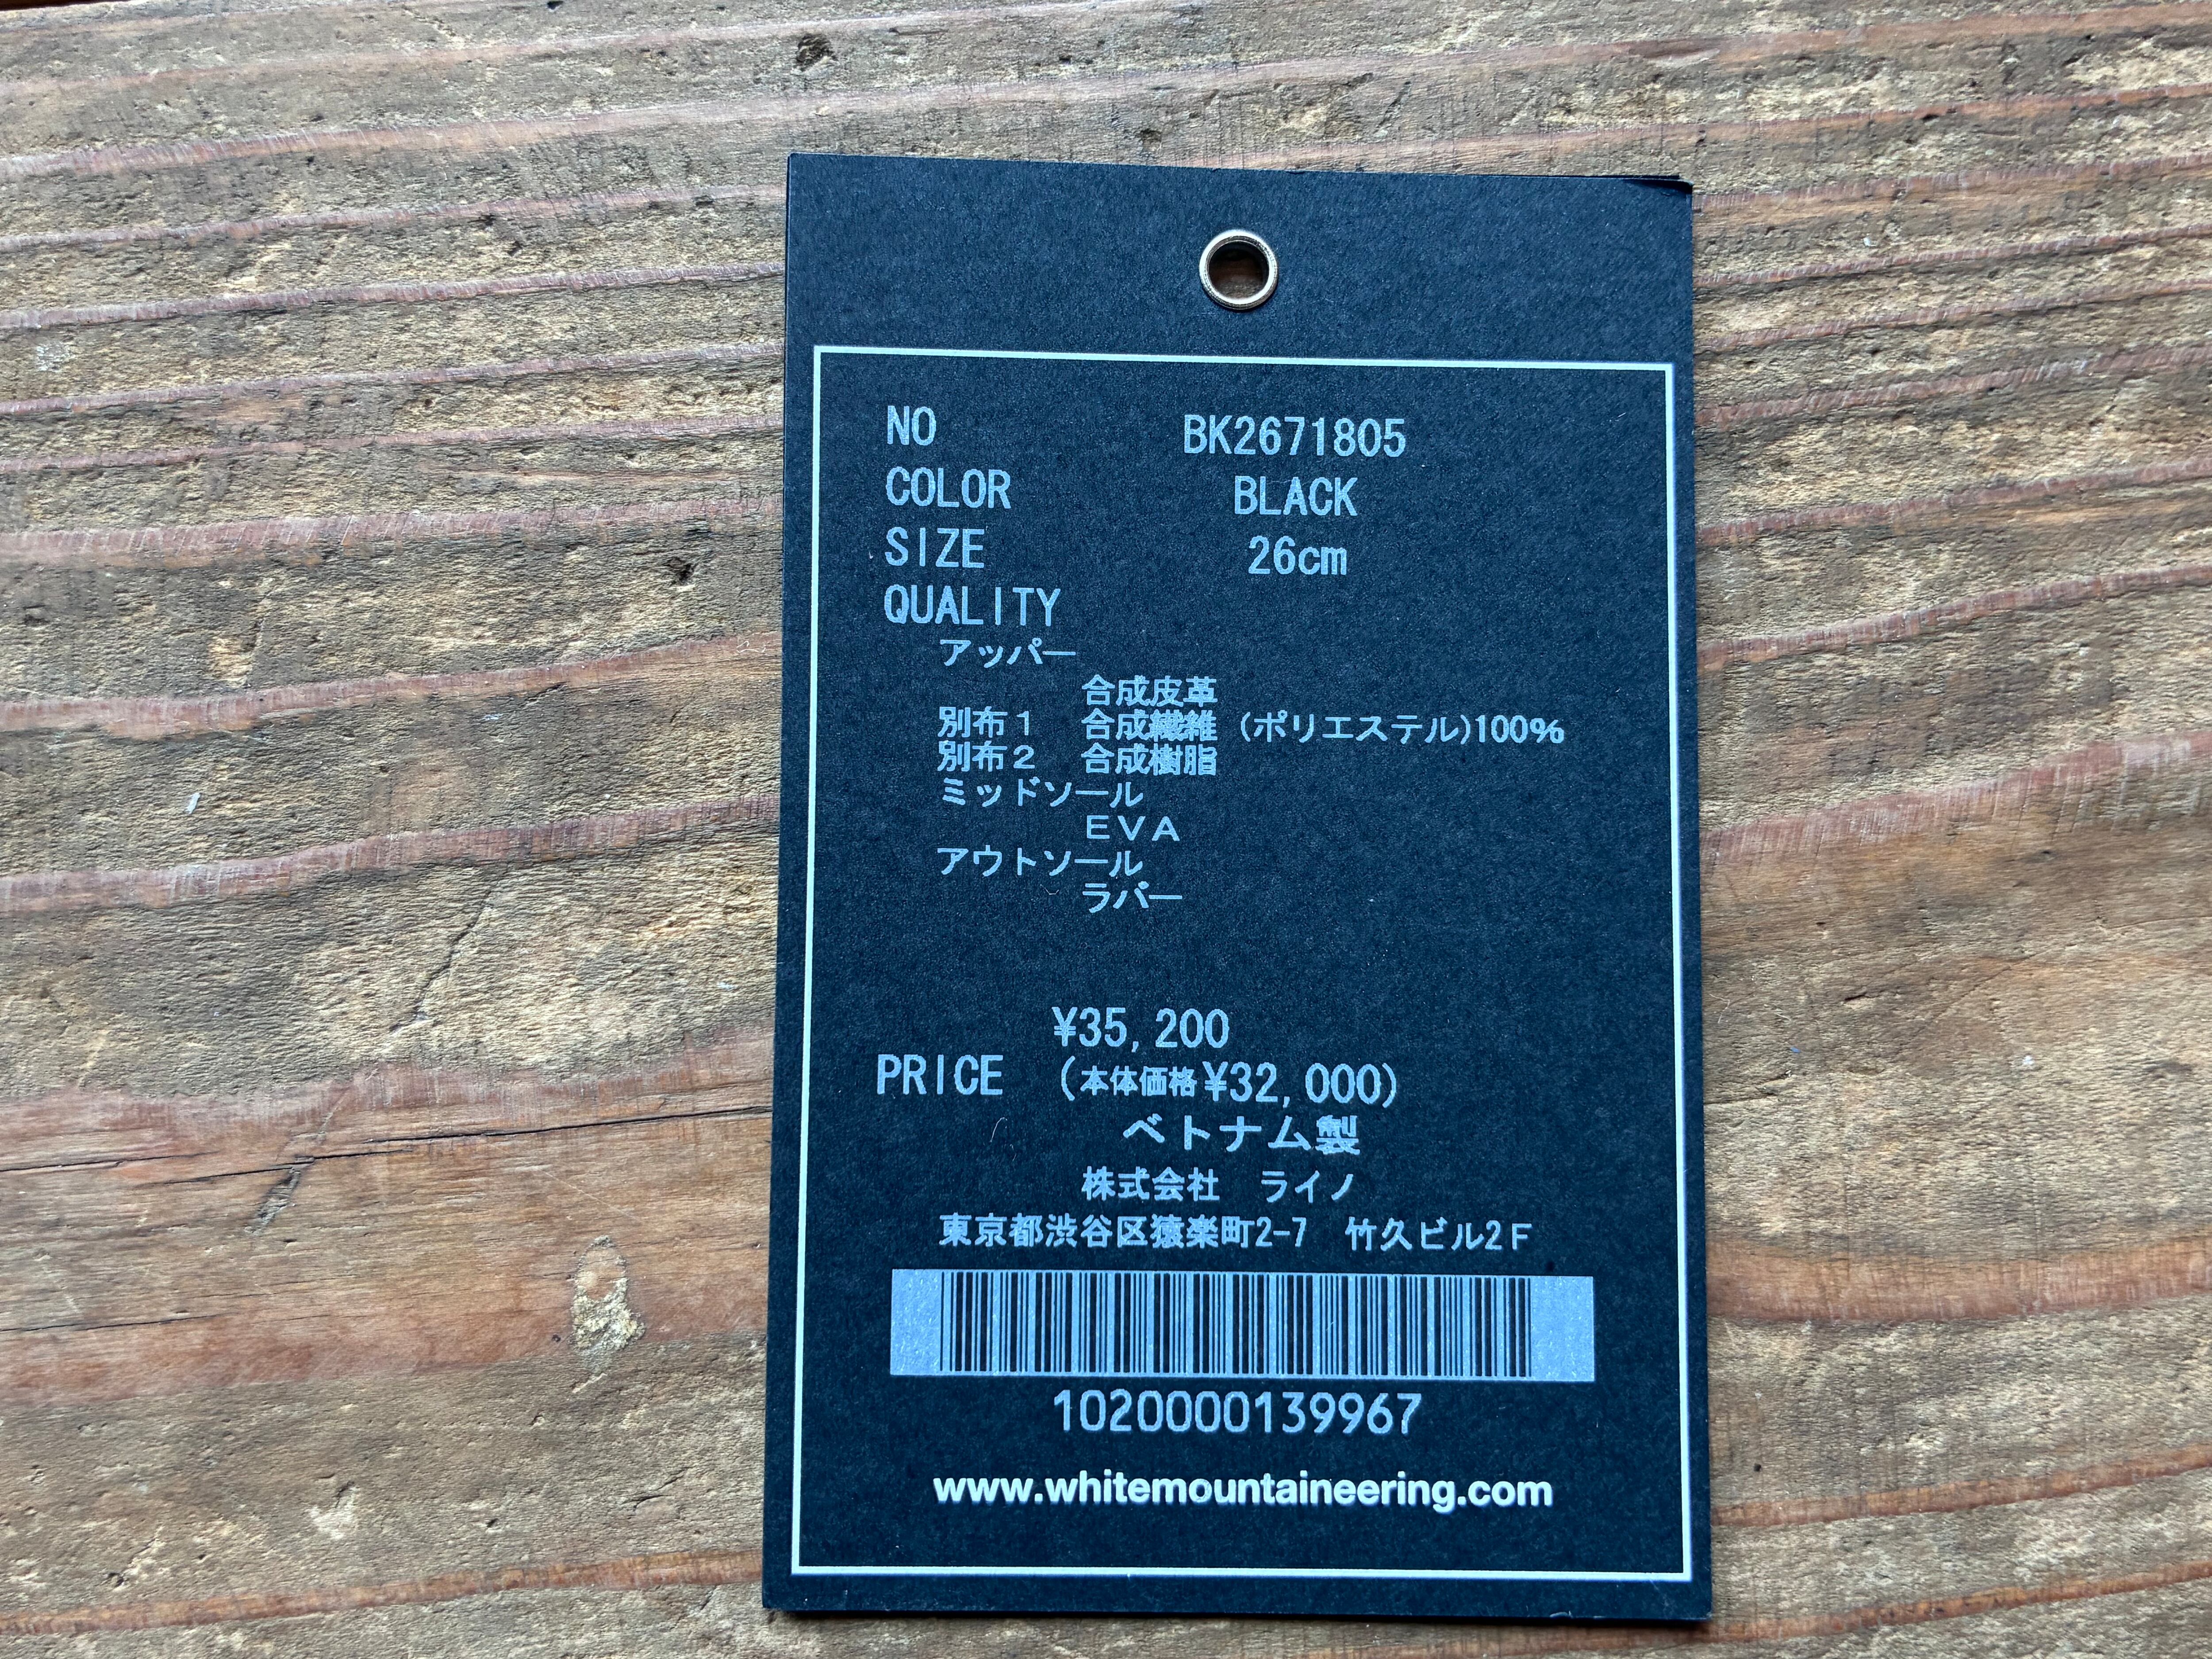 NO BK2671805
COLOR BLACK
SIZE 26cm
QUALITY
アッパー
合成皮革
別布1 合成繊維 (ポリエステル)100%
別布2 合成樹脂
ミッドソール
EVA
アウトソール
ラバー
¥35,200
PRICE (本体価格¥32,000)
ベトナム製
株式会社 ライノ
東京都渋谷区猿楽町2-7 竹久ビル2F
1020000139967
www.whitemountaineering.com